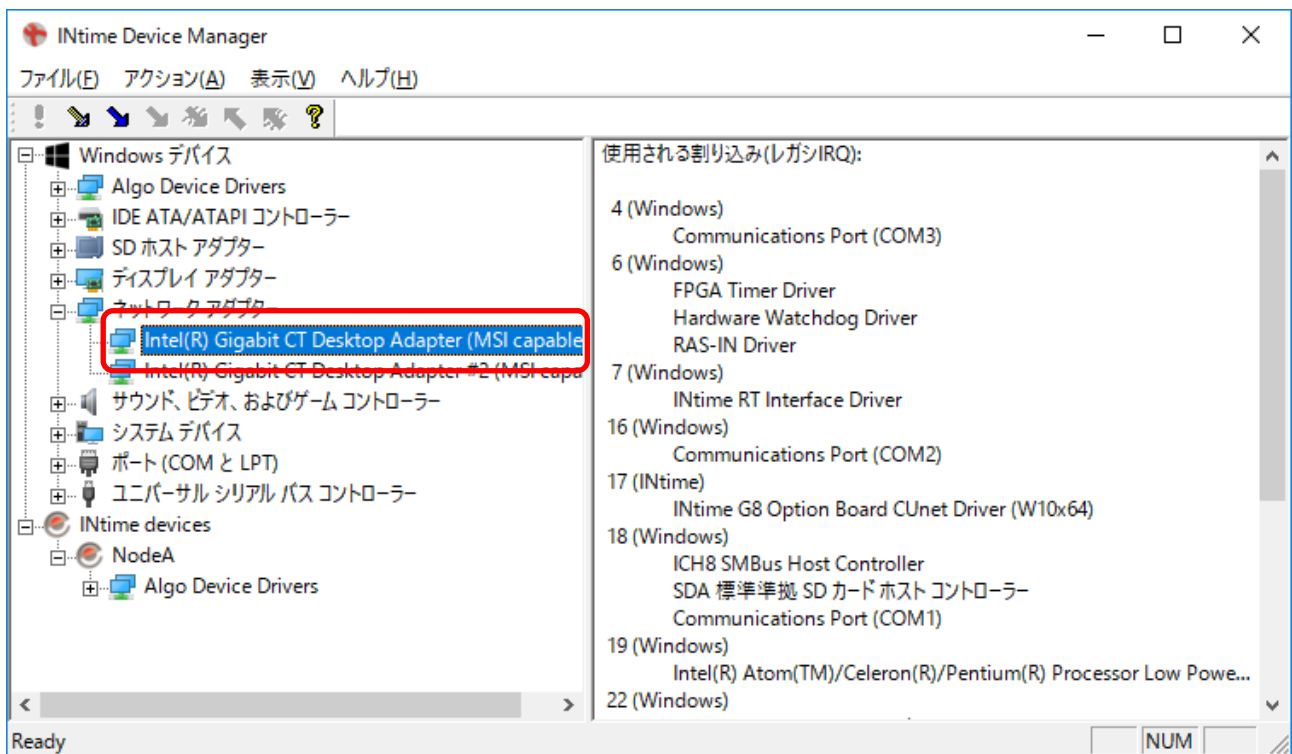 INtime Device Manager
ファイル(F) アクション(A) 表示(V) ヘルプ(H)
Windows デバイス
Algo Device Drivers
IDE ATA/ATAPI コントローラー
SD ホスト アダプター
ディスプレイ アダプター
ネットワーク アダプター
Intel(R) Gigabit CT Desktop Adapter (MSI capable
Intel(R) Gigabit CT Desktop Adapter #2 (MSI capa
サウンド、ビデオ、およびゲーム コントローラー
システム デバイス
ポート (COM と LPT)
ユニバーサル シリアル バス コントローラー
INtime devices
NodeA
Algo Device Drivers
使用される割り込み(レガシIRQ):
4 (Windows)
Communications Port (COM3)
6 (Windows)
FPGA Timer Driver
Hardware Watchdog Driver
RAS-IN Driver
7 (Windows)
INtime RT Interface Driver
16 (Windows)
Communications Port (COM2)
17 (INtime)
INtime G8 Option Board CUnet Driver (W10x64)
18 (Windows)
ICH8 SMBus Host Controller
SDA 標準準拠 SD カード ホスト コントローラー
Communications Port (COM1)
19 (Windows)
Intel(R) Atom(TM)/Celeron(R)/Pentium(R) Processor Low Powe...
22 (Windows)
Ready
NUM